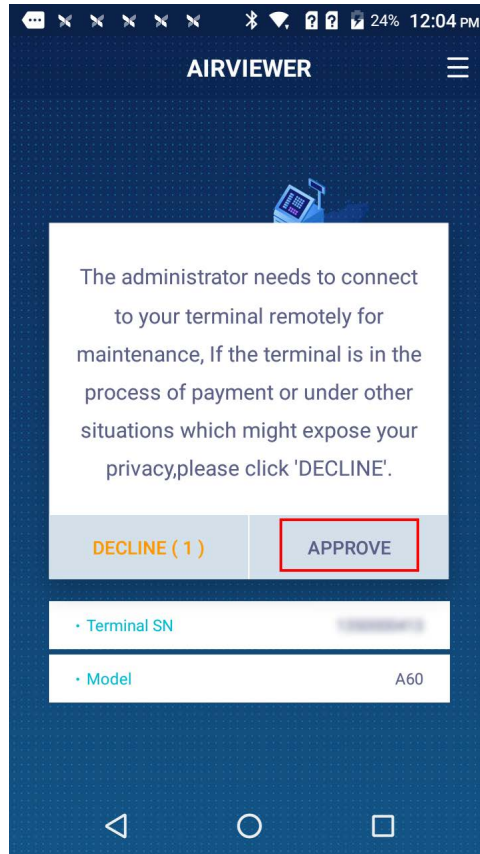 24% 12:04 PM
AIRVIEWER
The administrator needs to connect
to your terminal remotely for
maintenance, If the terminal is in the
process of payment or under other
situations which might expose your
privacy,please click 'DECLINE'.
DECLINE ( 1 ) APPROVE
• Terminal SN
• Model A60